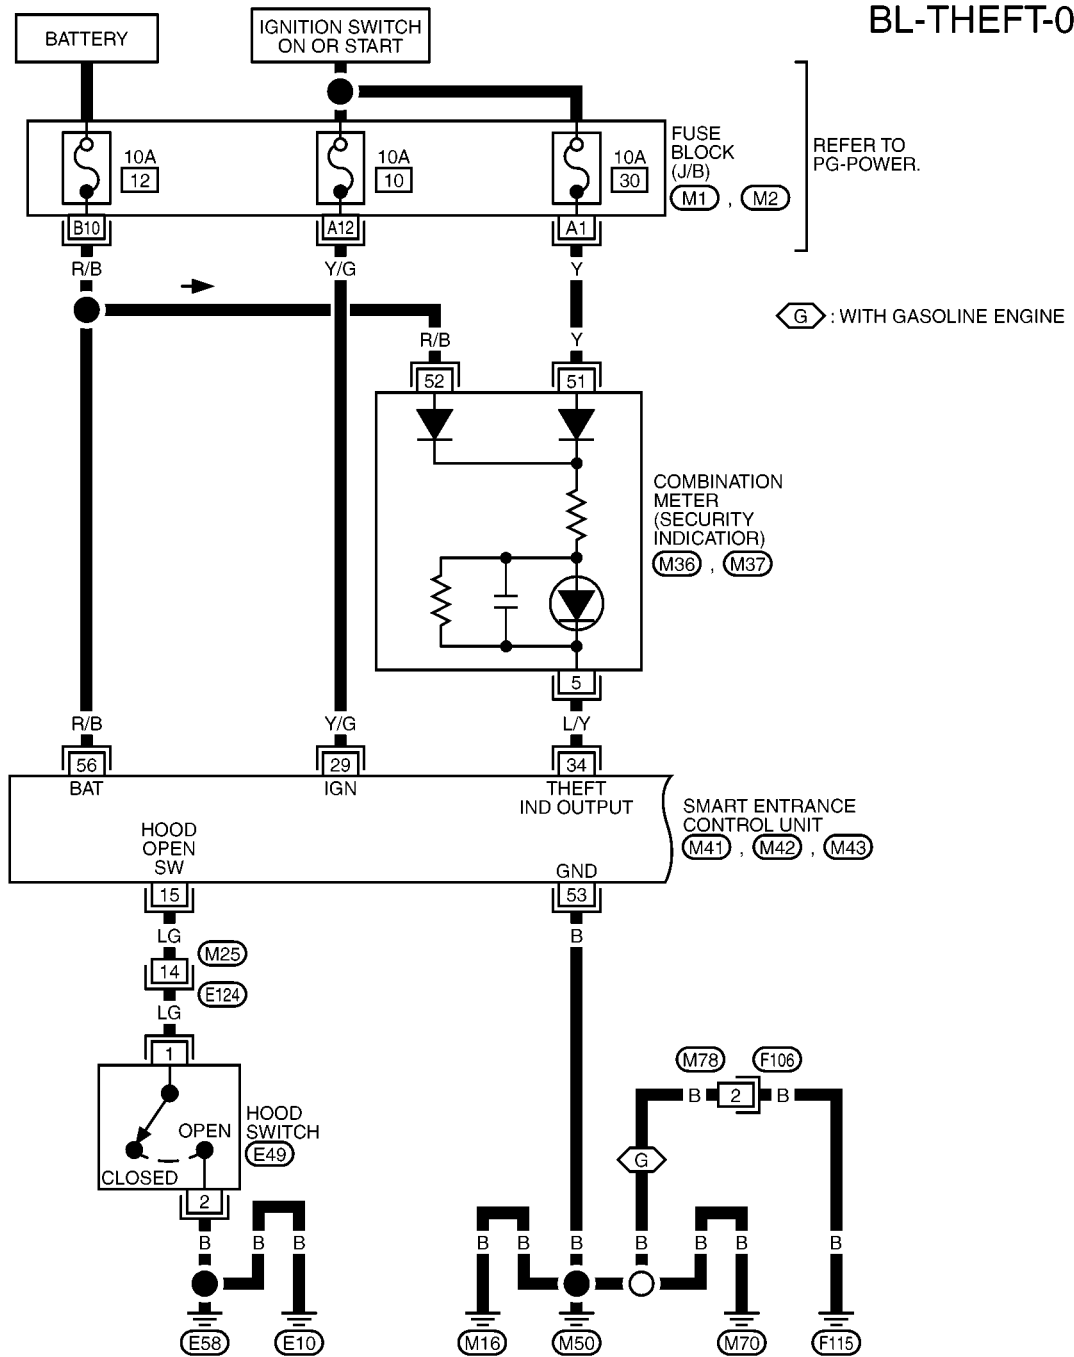 BL-THEFT-0
BATTERY
IGNITION SWITCH
ON OR START
10A
12
10A
10
10A
30
FUSE
BLOCK
(J/B)
M1 , M2
REFER TO
PG-POWER.
B10
A12
A1
R/B
Y/G
Y
G : WITH GASOLINE ENGINE
R/B
Y
52
51
COMBINATION
METER
(SECURITY
INDICATIOR)
M36 , M37
5
R/B
Y/G
L/Y
56
29
34
BAT
IGN
THEFT
IND OUTPUT
SMART ENTRANCE
CONTROL UNIT
M41 , M42 , M43
HOOD
OPEN
SW
GND
15
53
LG
B
M25
14
E124
LG
1
M78
F106
B
2
B
HOOD
SWITCH
E49
OPEN
CLOSED
G
2
B
B
B
B
B
B
B
B
B
B
E58
E10
M16
M50
M70
F115